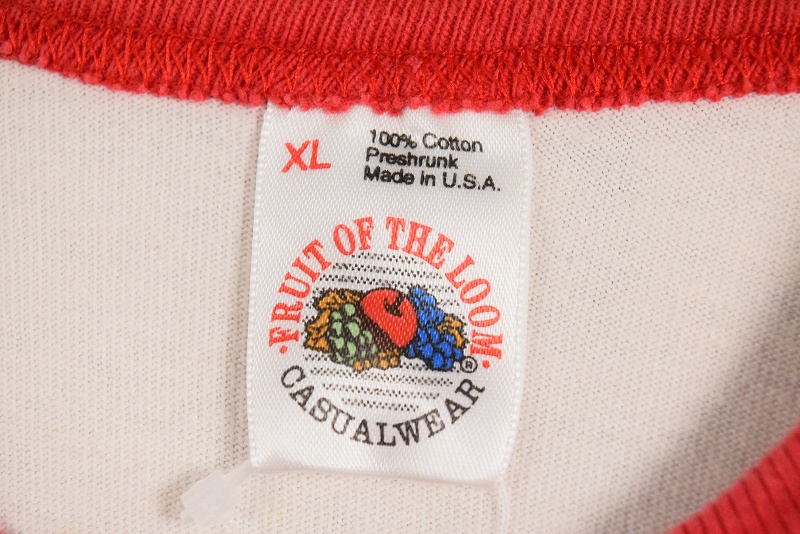 XL
100% Cotton
Preshrunk
Made in U.S.A.
FRUIT OF THE LOOM
®
CASUALWEAR